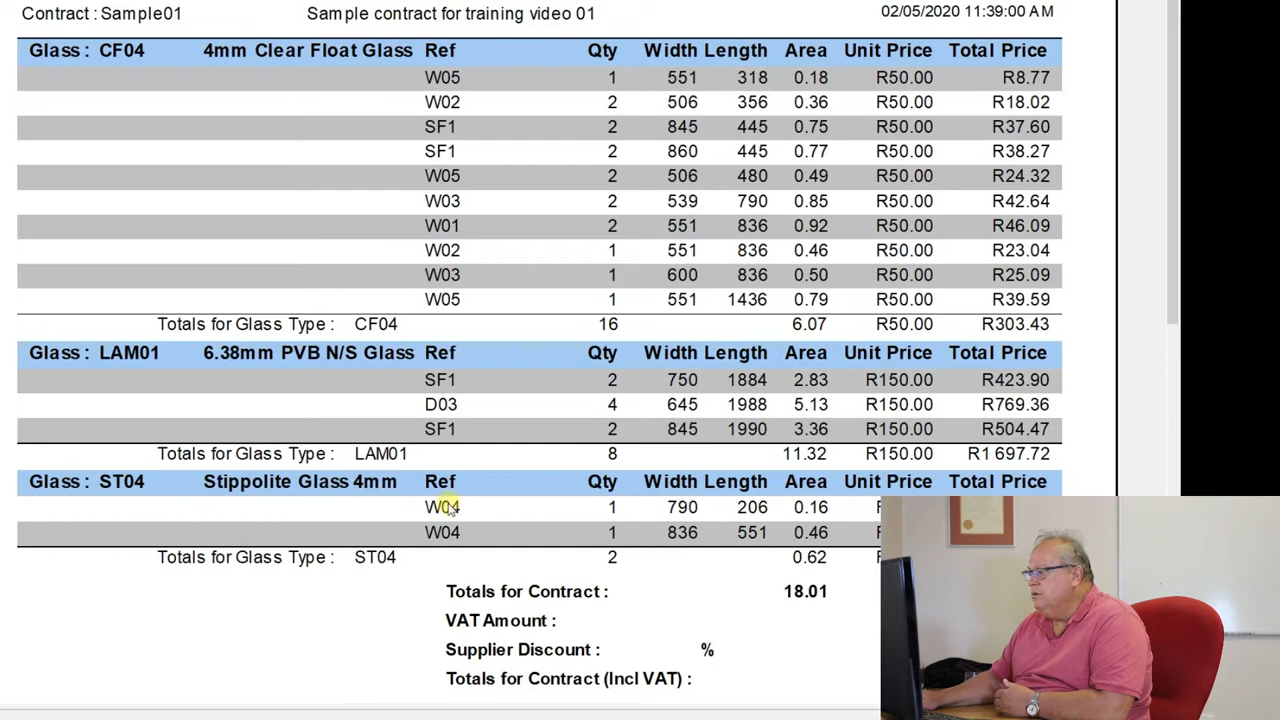 Contract : Sample01 Sample contract for training video 01 02/05/2020 11:39:00 AM
Glass : CF04 4mm Clear Float Glass Ref Qty Width Length Area Unit Price Total Price
W05 1 551 318 0.18 R50.00 R8.77
W02 2 506 356 0.36 R50.00 R18.02
SF1 2 845 445 0.75 R50.00 R37.60
SF1 2 860 445 0.77 R50.00 R38.27
W05 2 506 480 0.49 R50.00 R24.32
W03 2 539 790 0.85 R50.00 R42.64
W01 2 551 836 0.92 R50.00 R46.09
W02 1 551 836 0.46 R50.00 R23.04
W03 1 600 836 0.50 R50.00 R25.09
W05 1 551 1436 0.79 R50.00 R39.59
Totals for Glass Type : CF04 16 6.07 R50.00 R303.43
Glass : LAM01 6.38mm PVB N/S Glass Ref Qty Width Length Area Unit Price Total Price
SF1 2 750 1884 2.83 R150.00 R423.90
D03 4 645 1988 5.13 R150.00 R769.36
SF1 2 845 1990 3.36 R150.00 R504.47
Totals for Glass Type : LAM01 8 11.32 R150.00 R1 697.72
Glass : ST04 Stippolite Glass 4mm Ref Qty Width Length Area Unit Price Total Price
W04 1 790 206 0.16
W04 1 836 551 0.46
Totals for Glass Type : ST04 2 0.62
Totals for Contract : 18.01
VAT Amount :
Supplier Discount : %
Totals for Contract (Incl VAT) :